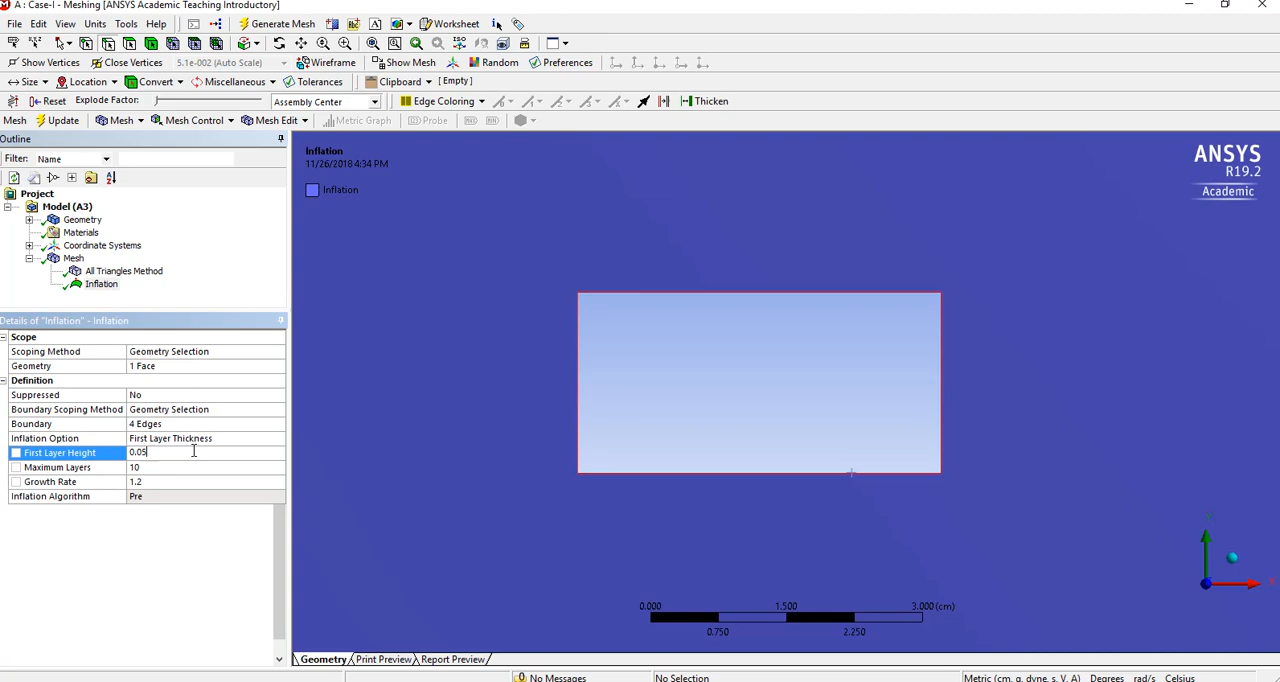 A : Case-I - Meshing [ANSYS Academic Teaching Introductory]
File Edit View Units Tools Help Generate Mesh Worksheet
Show Vertices Close Vertices 5.1e-002 (Auto Scale) Wireframe Show Mesh Random Preferences
Size Location Convert Miscellaneous Tolerances Clipboard [Empty]
Reset Explode Factor: Assembly Center Edge Coloring Thicken
Mesh Update Mesh Mesh Control Mesh Edit Metric Graph Probe
Outline
Filter: Name
Project
Model (A3)
Geometry
Materials
Coordinate Systems
Mesh
All Triangles Method
Inflation
Details of "Inflation" - Inflation
Scope
Scoping Method Geometry Selection
Geometry 1 Face
Definition
Suppressed No
Boundary Scoping Method Geometry Selection
Boundary 4 Edges
Inflation Option First Layer Thickness
First Layer Height 0.05
Maximum Layers 10
Growth Rate 1.2
Inflation Algorithm Pre
Inflation
11/26/2018 4:34 PM
Inflation
ANSYS
R19.2
Academic
0.000 1.500 3.000 (cm)
0.750 2.250
Geometry Print Preview Report Preview
No Messages No Selection Metric (cm, g, dyne, s, V, A) Degrees rad/s Celsius